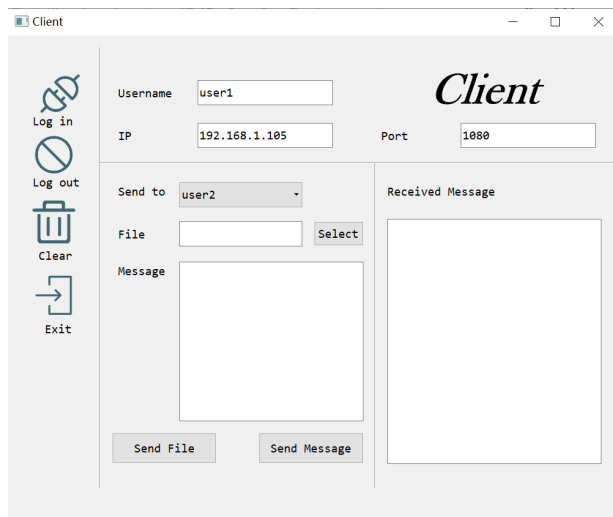 Client
Log in
Log out
Clear
Exit
Username user1
Client
IP 192.168.1.105 Port 1080
Send to user2
File Select
Message
Send File Send Message
Received Message